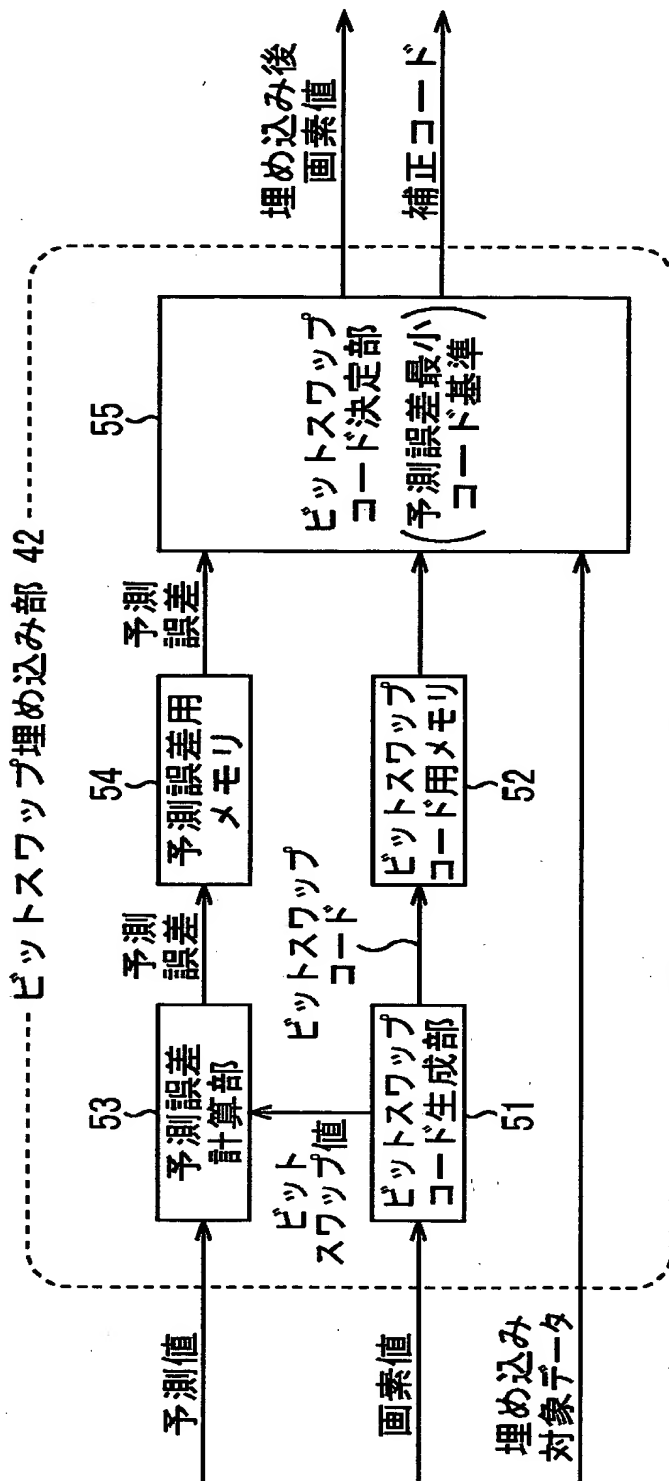 ビットスワップ埋め込み部 42
予測値
53
予測誤差
計算部
予測
誤差
54
予測誤差用
メモリ
予測
誤差
55
ビットスワップ
コード決定部
(予測誤差最小
コード基準)
埋め込み後
画素値
補正コード
ビット
スワップ値
ビットスワップ
コード
画素値
ビットスワップ
コード生成部
51
ビットスワップ
コード用メモリ
52
埋め込み
対象データ